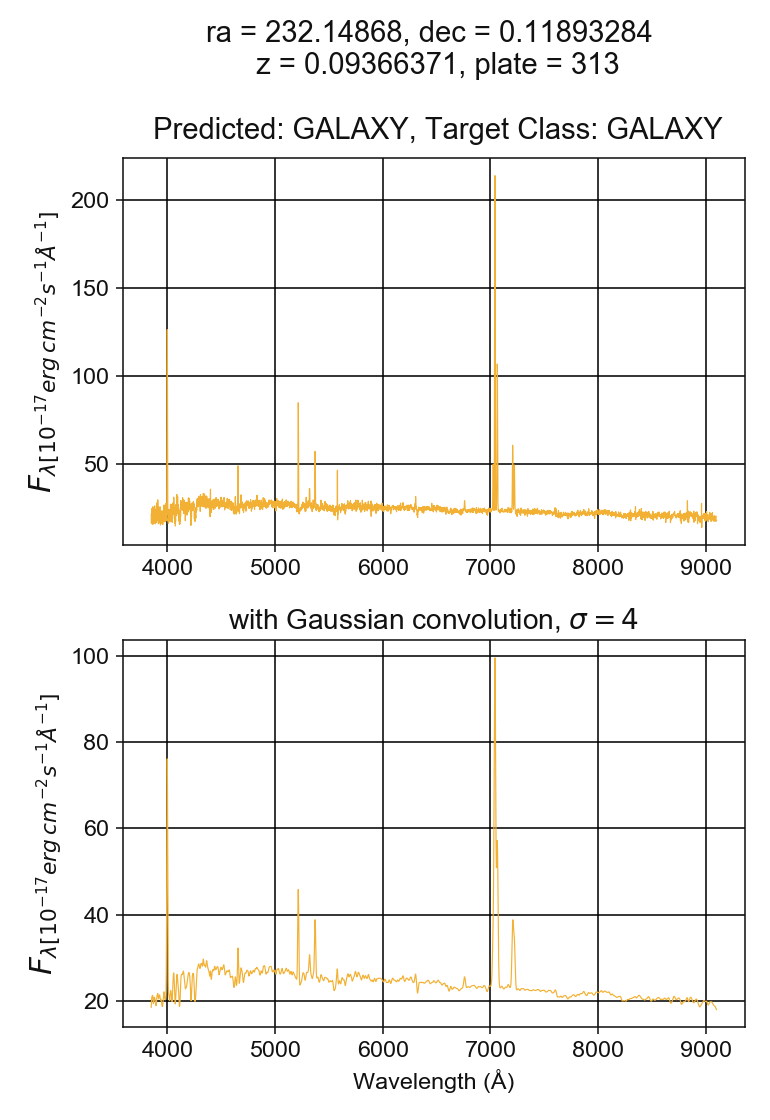 ra = 232.14868, dec = 0.11893284
z = 0.09366371, plate = 313
Predicted: GALAXY, Target Class: GALAXY
200
150
100
50
F_λ[10⁻¹⁷erg cm⁻²s⁻¹Å⁻¹]
4000 5000 6000 7000 8000 9000
with Gaussian convolution, σ = 4
100
80
60
40
20
F_λ[10⁻¹⁷erg cm⁻²s⁻¹Å⁻¹]
4000 5000 6000 7000 8000 9000
Wavelength (Å)